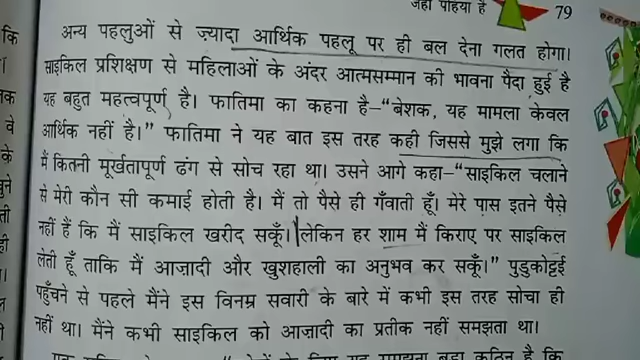 जहाँ पहिया है
79
अन्य पहलुओं से ज़्यादा आर्थिक पहलू पर ही बल देना गलत होगा।
साइकिल प्रशिक्षण से महिलाओं के अंदर आत्मसम्मान की भावना पैदा हुई है
यह बहुत महत्वपूर्ण है। फातिमा का कहना है–“बेशक, यह मामला केवल
आर्थिक नहीं है।” फातिमा ने यह बात इस तरह कही जिससे मुझे लगा कि
मैं कितनी मूर्खतापूर्ण ढंग से सोच रहा था। उसने आगे कहा–“साइकिल चलाने
से मेरी कौन सी कमाई होती है। मैं तो पैसे ही गँवाती हूँ। मेरे पास इतने पैसे
नहीं हैं कि मैं साइकिल खरीद सकूँ। लेकिन हर शाम मैं किराए पर साइकिल
लेती हूँ ताकि मैं आज़ादी और खुशहाली का अनुभव कर सकूँ।” पुडुकोट्टई
पहुँचने से पहले मैंने इस विनम्र सवारी के बारे में कभी इस तरह सोचा ही
नहीं था। मैंने कभी साइकिल को आज़ादी का प्रतीक नहीं समझता था।